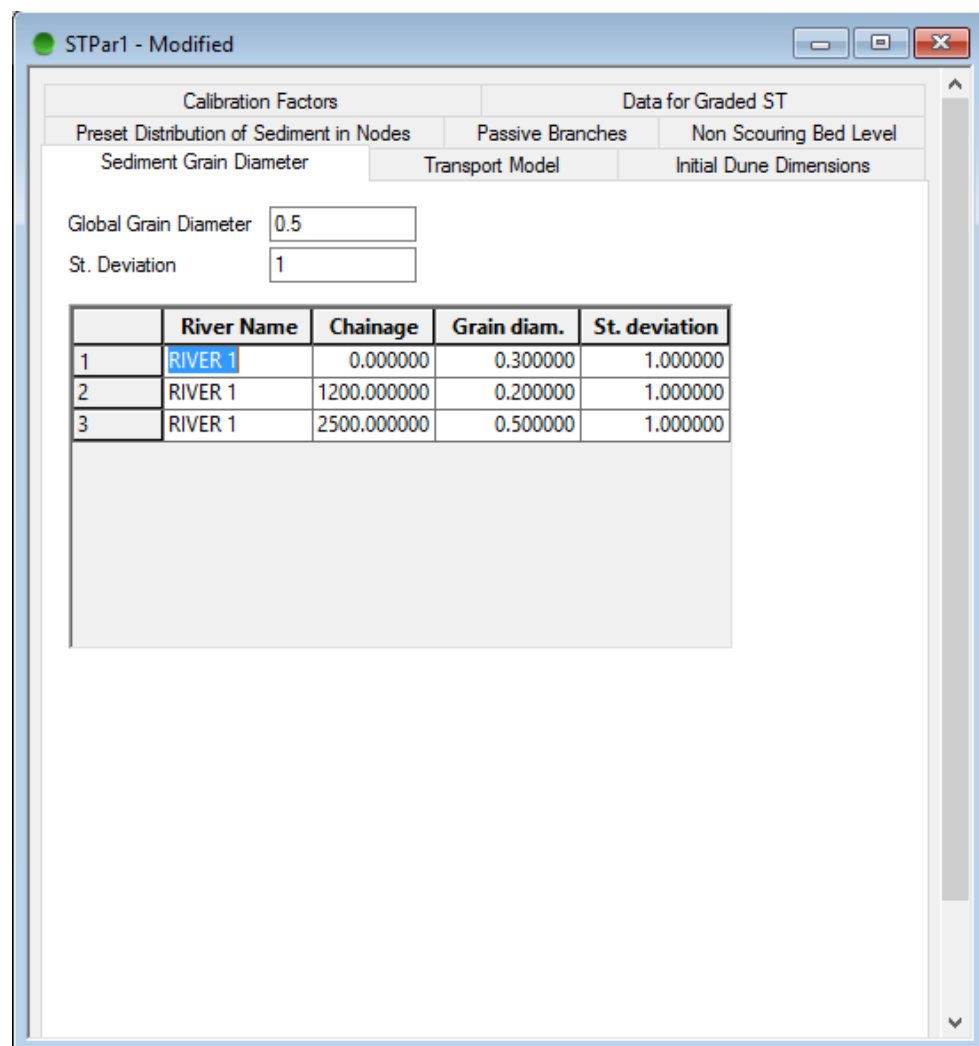 STPar1 - Modified
Calibration Factors Data for Graded ST
Preset Distribution of Sediment in Nodes Passive Branches Non Scouring Bed Level
Sediment Grain Diameter Transport Model Initial Dune Dimensions
Global Grain Diameter 0.5
St. Deviation 1
River Name Chainage Grain diam. St. deviation
1 RIVER 1 0.000000 0.300000 1.000000
2 RIVER 1 1200.000000 0.200000 1.000000
3 RIVER 1 2500.000000 0.500000 1.000000